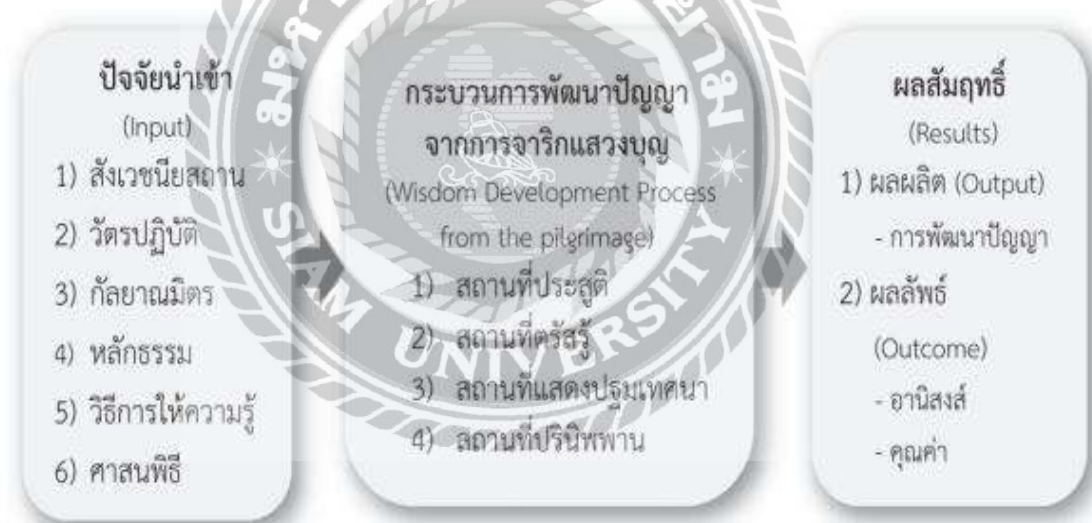 ปัจจัยนำเข้า
(Input)
1) สังเวชนียสถาน
2) วัตรปฏิบัติ
3) กัลยาณมิตร
4) หลักธรรม
5) วิธีการให้ความรู้
6) ศาสนพิธี
กระบวนการพัฒนาปัญญา
จากการจาริกแสวงบุญ
(Wisdom Development Process
from the pilgrimage)
1) สถานที่ประสูติ
2) สถานที่ตรัสรู้
3) สถานที่แสดงปฐมเทศนา
4) สถานที่ปรินิพพาน
ผลสัมฤทธิ์
(Results)
1) ผลผลิต (Output)
- การพัฒนาปัญญา
2) ผลลัพธ์
(Outcome)
- อานิสงส์
- คุณค่า
SIAM UNIVERSITY